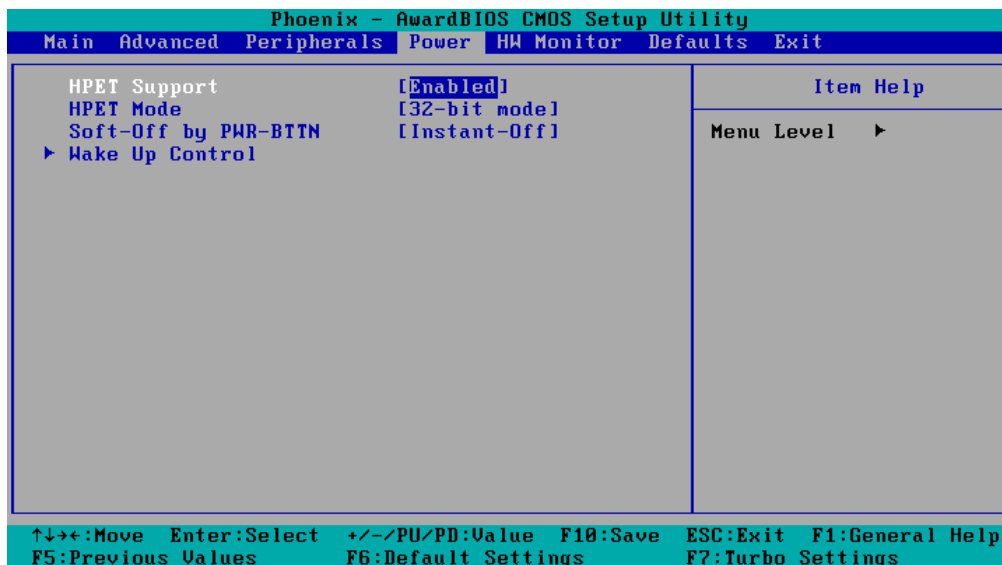 Phoenix - AwardBIOS CMOS Setup Utility
Main Advanced Peripherals Power HW Monitor Defaults Exit
HPET Support [Enabled]
HPET Mode [32-bit mode]
Soft-Off by PWR-BTTN [Instant-Off]
▶ Wake Up Control
Item Help
Menu Level ▶
↑↓→←:Move Enter:Select +/-/PU/PD:Value F10:Save ESC:Exit F1:General Help
F5:Previous Values F6:Default Settings F7:Turbo Settings